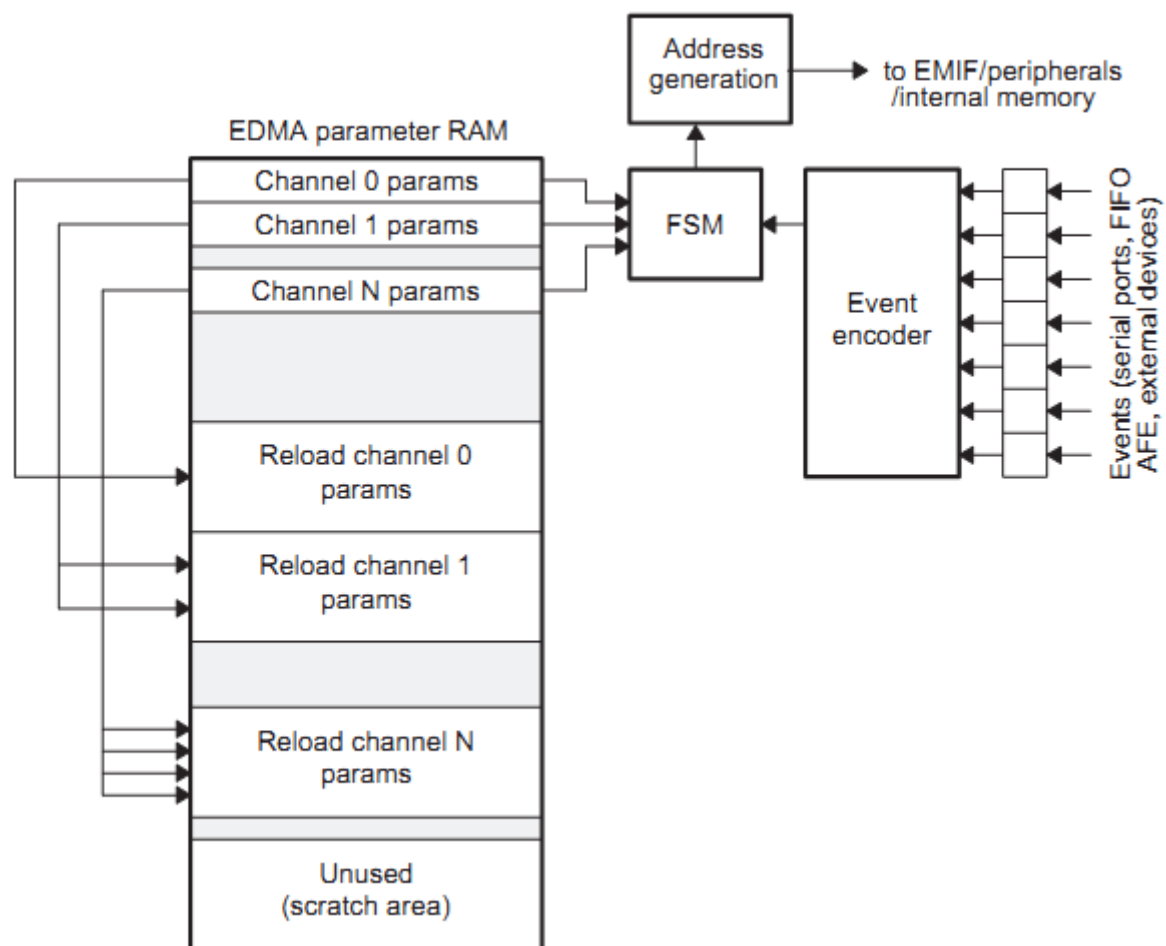 Address
generation
to EMIF/peripherals
/internal memory
EDMA parameter RAM
Channel 0 params
Channel 1 params
Channel N params
FSM
Event
encoder
Events (serial ports, FIFO
AFE, external devices)
Reload channel 0
params
Reload channel 1
params
Reload channel N
params
Unused
(scratch area)